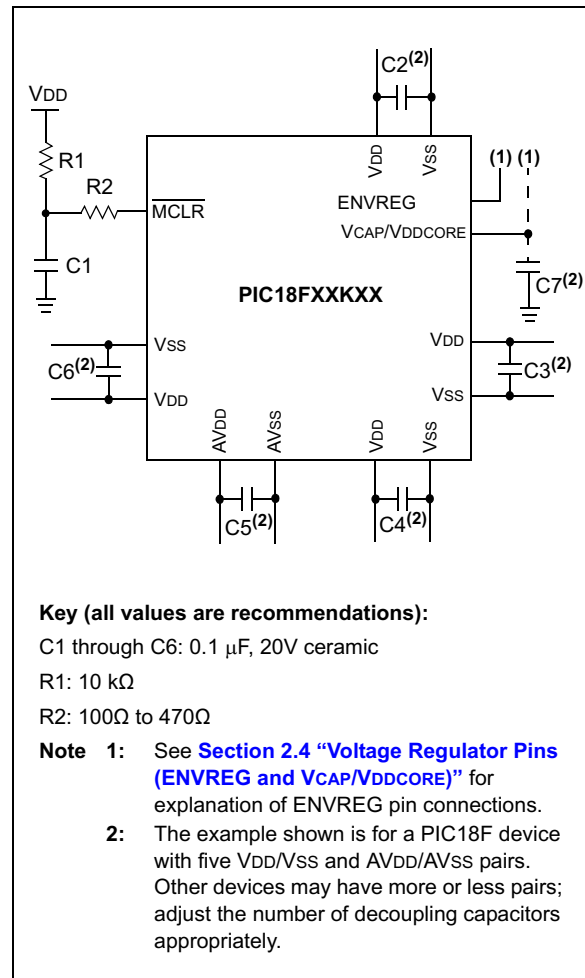 C2(2)
VDD
R1
R2
C1
MCLR
VDD
VSS
ENVREG
(1) (1)
VCAP/VDDCORE
C7(2)
PIC18FXXKXX
VSS
C6(2)
VDD
VDD
C3(2)
VSS
AVDD
AVSS
VDD
VSS
C5(2)
C4(2)
Key (all values are recommendations):
C1 through C6: 0.1 μF, 20V ceramic
R1: 10 kΩ
R2: 100Ω to 470Ω
Note 1: See Section 2.4 “Voltage Regulator Pins
(ENVREG and VCAP/VDDCORE)” for
explanation of ENVREG pin connections.
2: The example shown is for a PIC18F device
with five VDD/VSS and AVDD/AVSS pairs.
Other devices may have more or less pairs;
adjust the number of decoupling capacitors
appropriately.